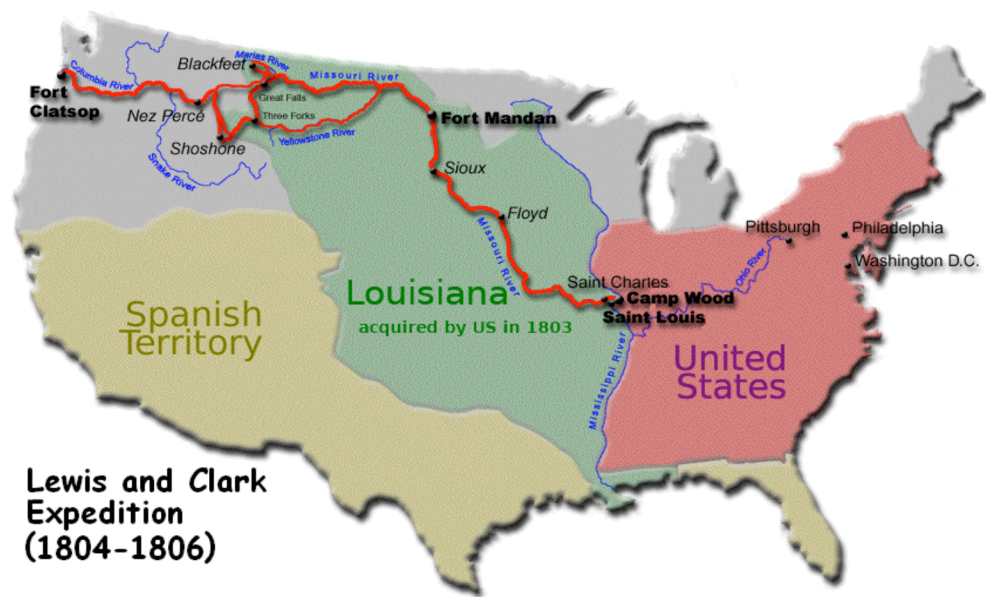 Marias River
Blackfeet
Columbia River
Missouri River
Fort
Clatsop
Great Falls
Nez Percé
Three Forks
Fort Mandan
Yellowstone River
Shoshone
Snake River
Sioux
Floyd
Missouri River
Pittsburgh
Philadelphia
Ohio River
Washington D.C.
Saint Charles
Camp Wood
Saint Louis
Louisiana
acquired by US in 1803
Spanish
Territory
Mississippi River
United
States
Lewis and Clark
Expedition
(1804-1806)